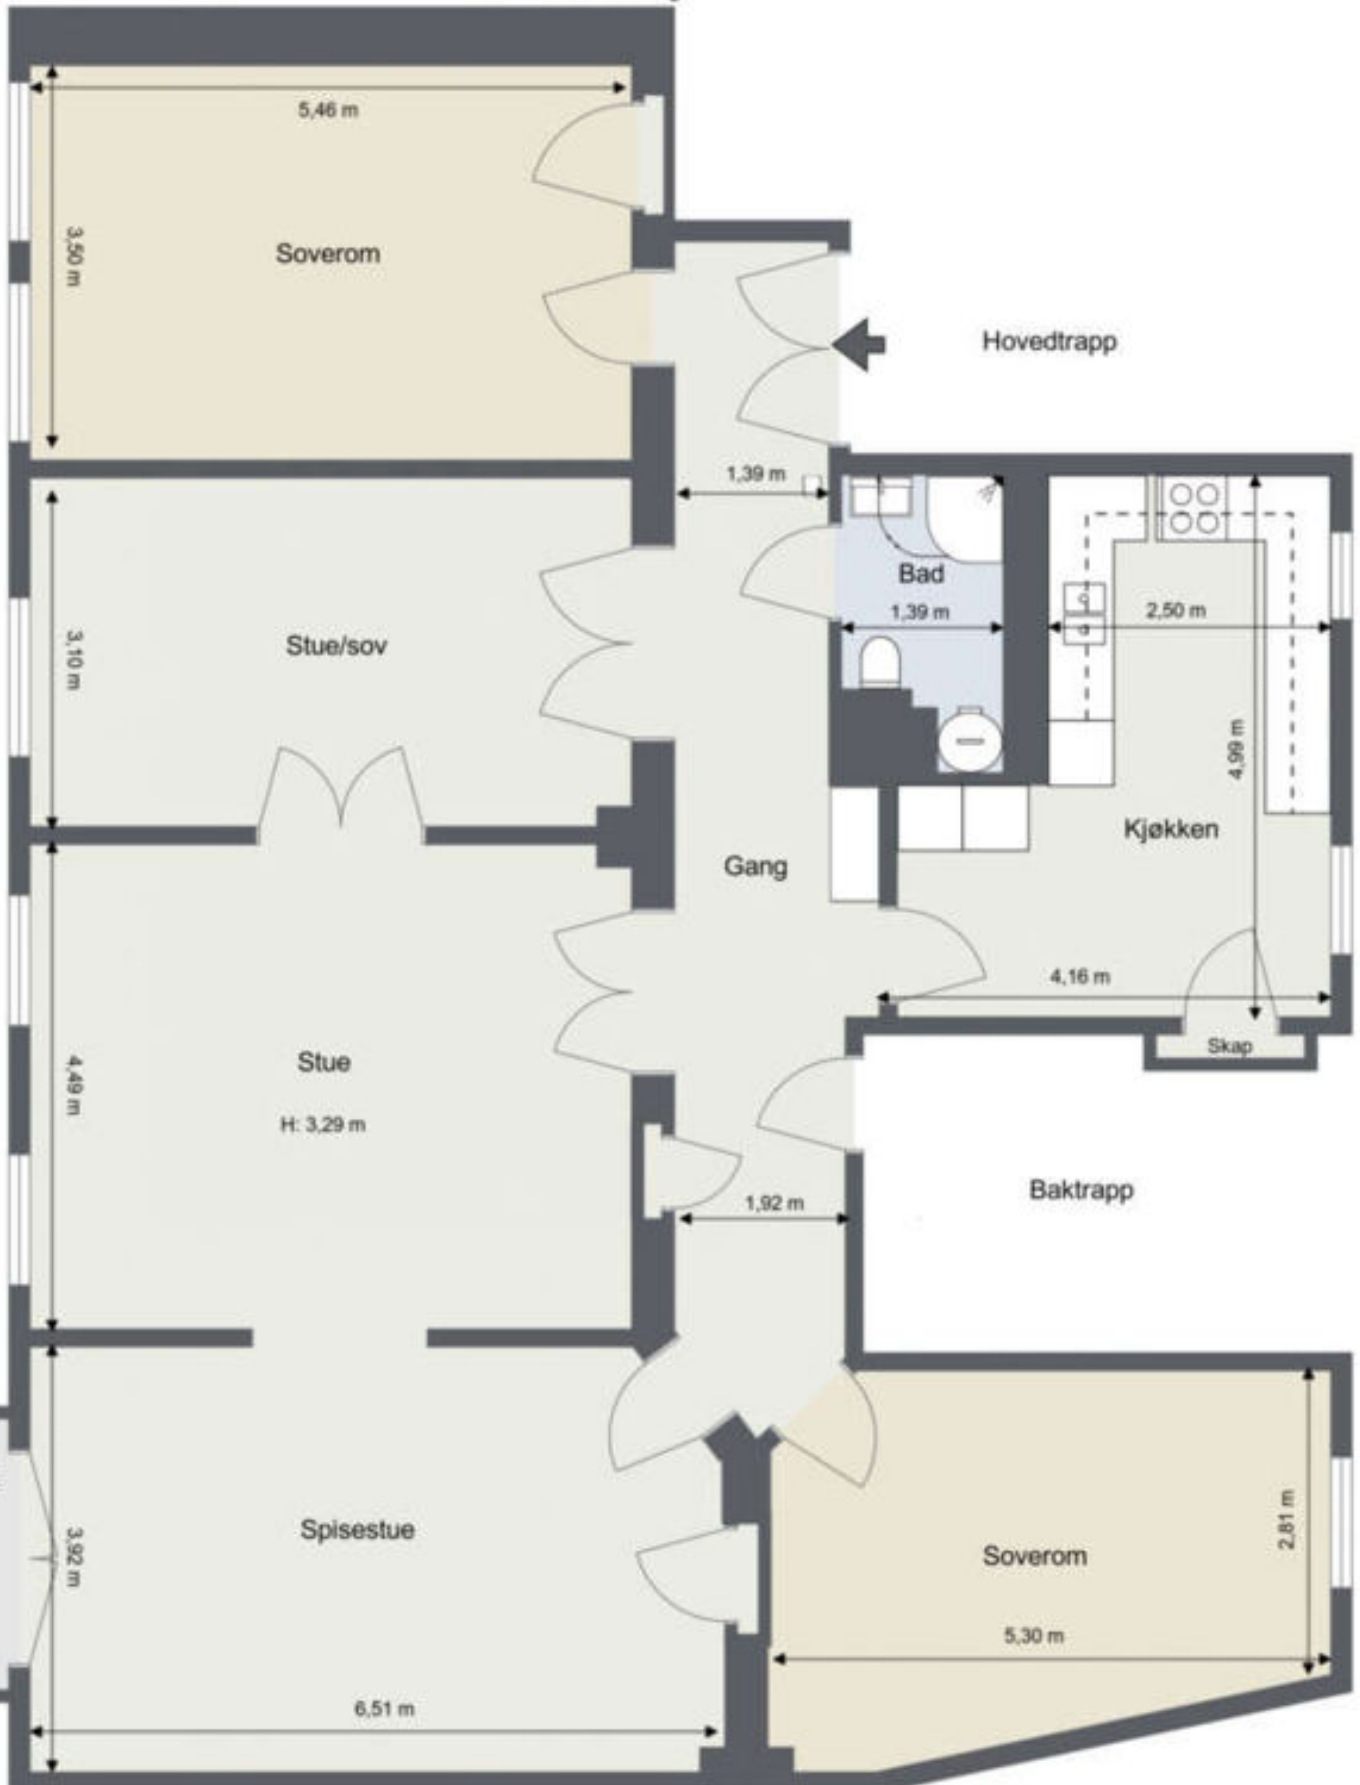 5,46 m
3,50 m
Soverom
Hovedtrapp
1,39 m
Bad
1,39 m
2,50 m
3,10 m
Stue/sov
4,99 m
Kjøkken
Gang
4,16 m
Skap
Stue
H: 3,29 m
4,49 m
Baktrapp
1,92 m
Spisestue
3,92 m
Soverom
2,81 m
5,30 m
6,51 m